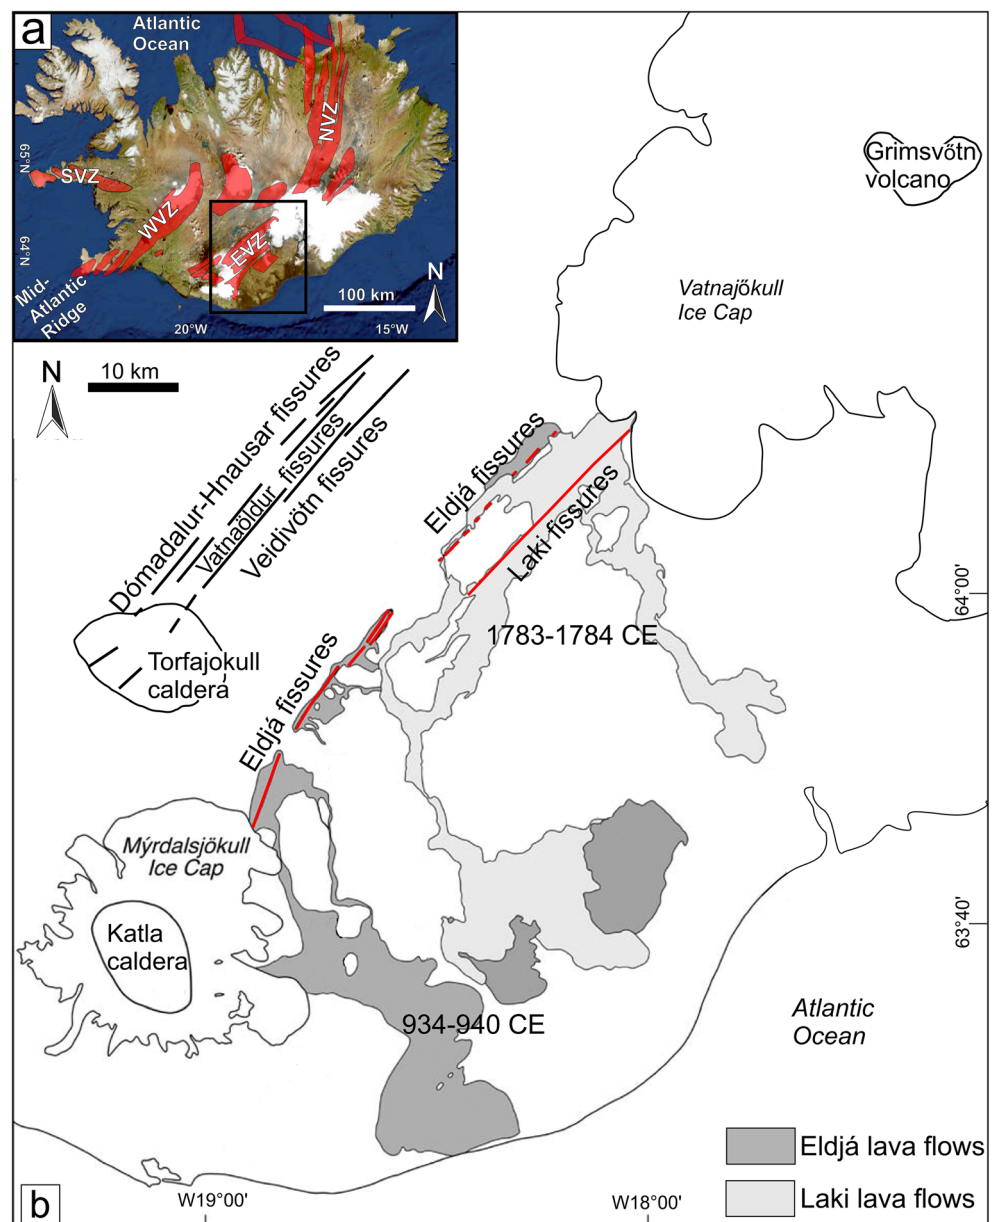 a
Atlantic
Ocean
65°N
SVZ
WVZ
NVZ
EVZ
64°N
Mid-
Atlantic
Ridge
N
100 km
20°W
15°W
Grimsvőtn
volcano
Vatnajőkull
Ice Cap
N
10 km
Dómadalur-Hnausar fissures
Vatnaőldur fissures
Veidivötn fissures
Eldjá fissures
Laki fissures
64°00'
1783-1784 CE
Torfajokull
caldera
Eldjá fissures
Mýrdalsjökull
Ice Cap
Katla
caldera
63°40'
934-940 CE
Atlantic
Ocean
Eldjá lava flows
Laki lava flows
b
W19°00'
W18°00'